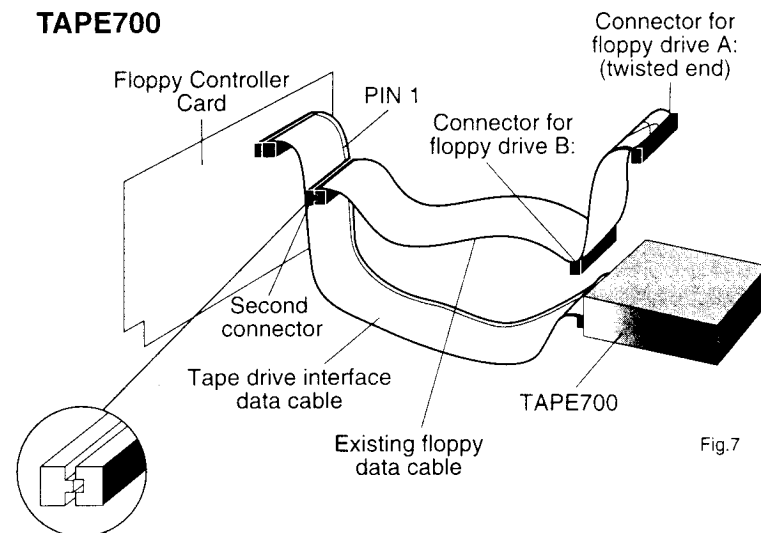 TAPE700
Connector for
floppy drive A:
(twisted end)
Floppy Controller
Card
PIN 1
Connector for
floppy drive B:
Second
connector
Tape drive interface
data cable
TAPE700
Existing floppy
data cable
Fig.7